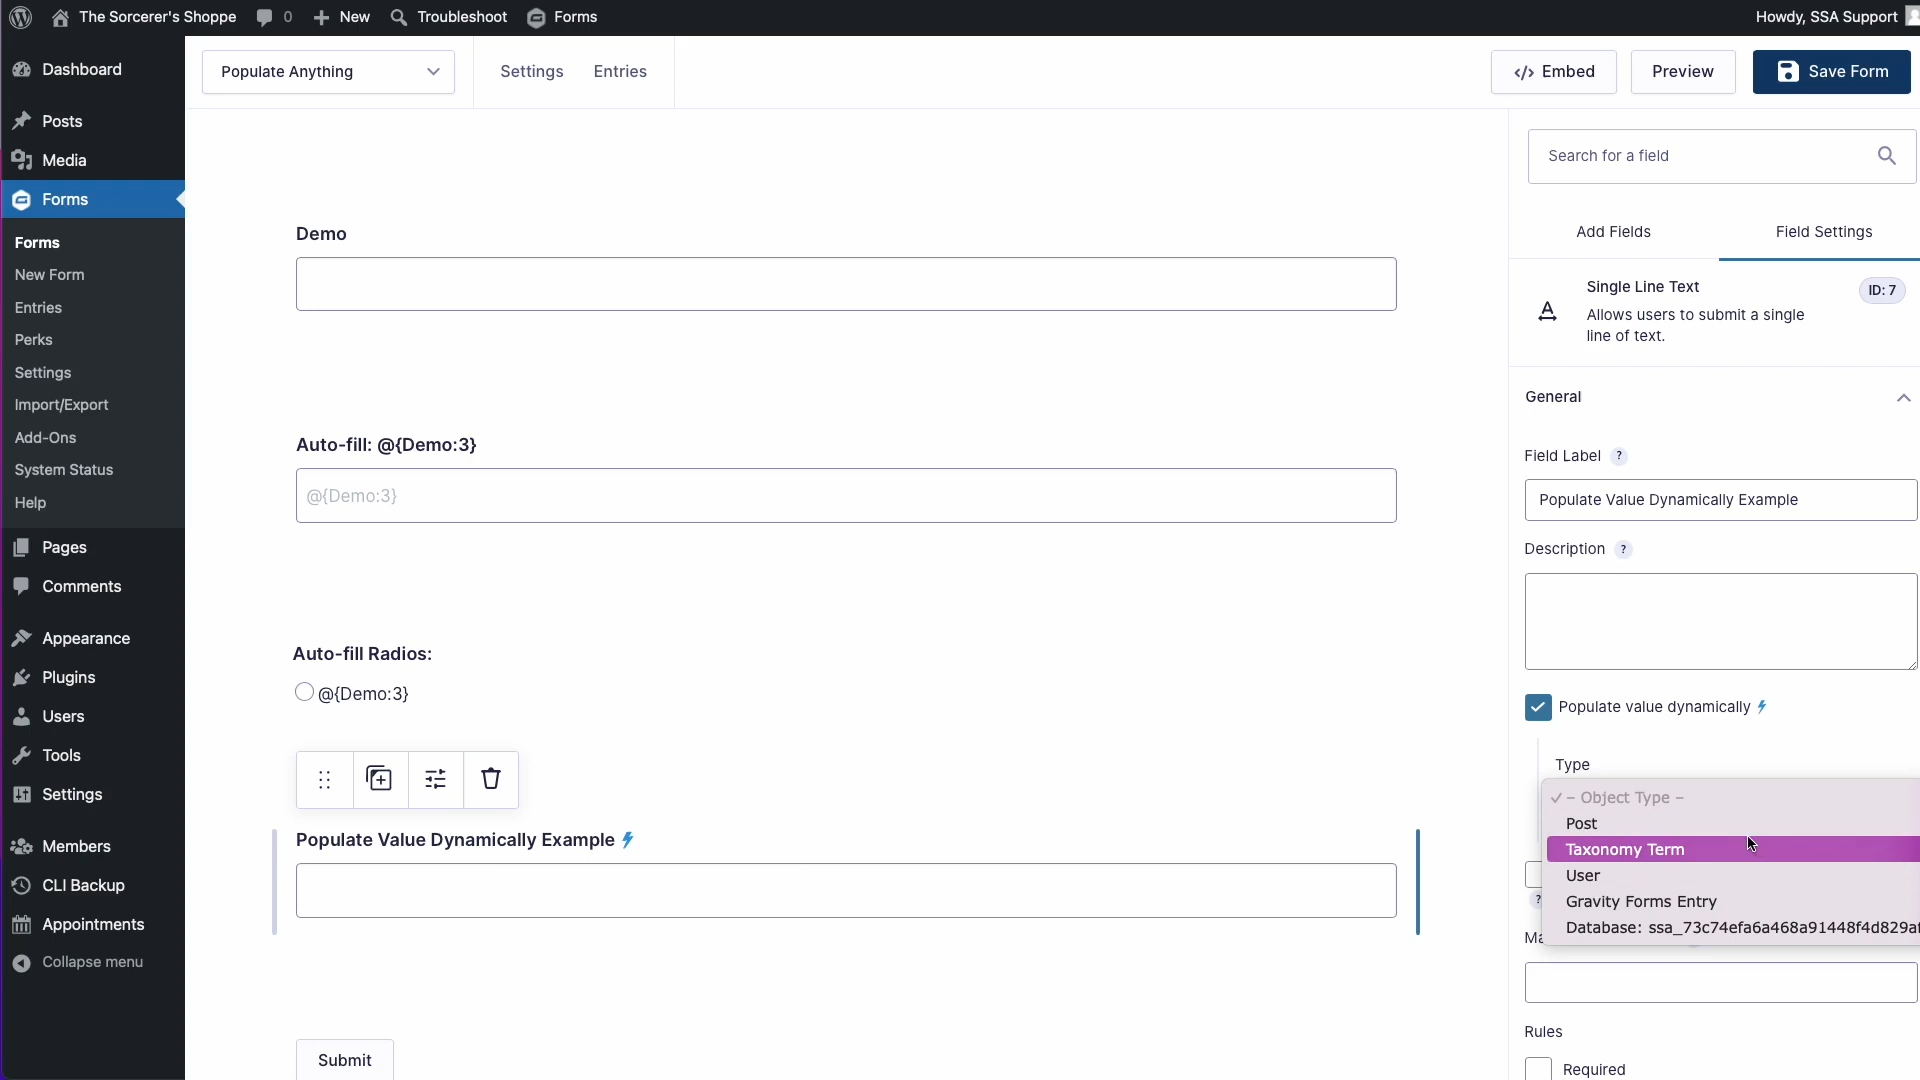 The Sorcerer's Shoppe
0
New
Troubleshoot
Forms
Howdy, SSA Support
Dashboard
Posts
Media
Forms
Forms
New Form
Entries
Perks
Settings
Import/Export
Add-Ons
System Status
Help
Pages
Comments
Appearance
Plugins
Users
Tools
Settings
Members
CLI Backup
Appointments
Collapse menu
Populate Anything
Settings
Entries
Embed
Preview
Save Form
Demo
Auto-fill: @{Demo:3}
@{Demo:3}
Auto-fill Radios:
@{Demo:3}
Populate Value Dynamically Example
Submit
Search for a field
Add Fields
Field Settings
Single Line Text
ID: 7
Allows users to submit a single
line of text.
General
Field Label ?
Populate Value Dynamically Example
Description ?
Populate value dynamically
Type
– Object Type –
Post
Taxonomy Term
User
?
Gravity Forms Entry
Database: ssa_73c74efa6a468a91448f4d829a
Ma
Rules
Required